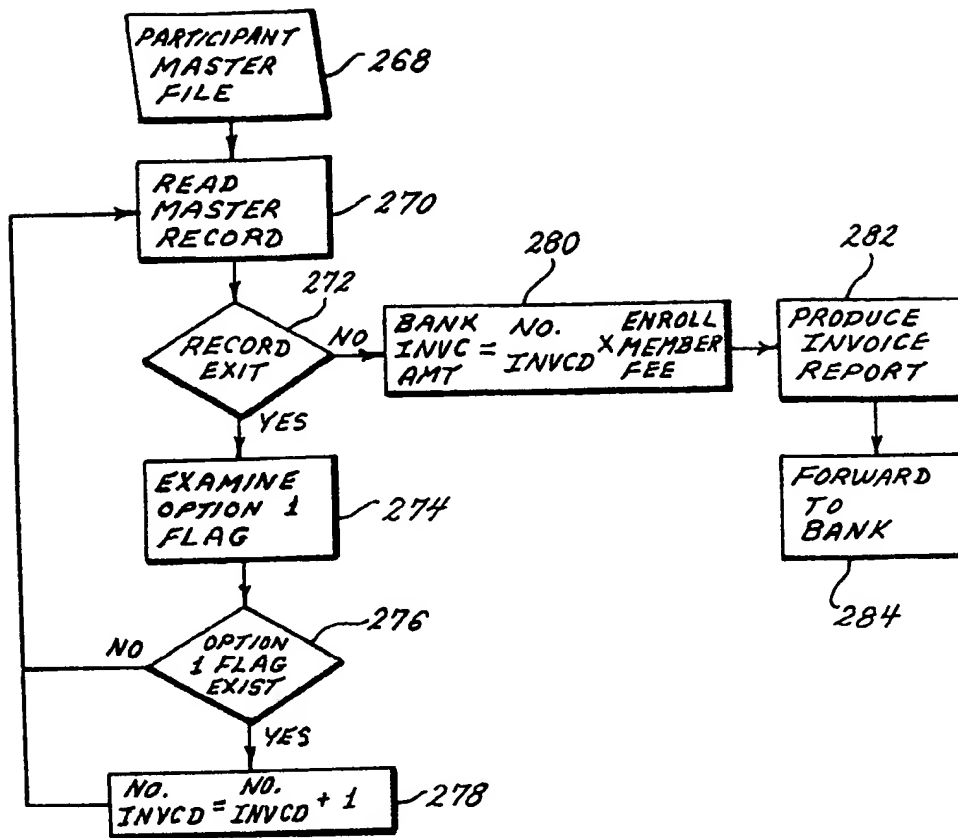 PARTICIPANT
MASTER
FILE
268
READ
MASTER
RECORD
270
272
RECORD
EXIT
NO
YES
280
BANK
INVC = NO. INVCD X ENROLL MEMBER FEE
AMT
282
PRODUCE
INVOICE
REPORT
EXAMINE
OPTION 1
FLAG
274
FORWARD
TO
BANK
284
276
OPTION
1 FLAG
EXIST
NO
YES
NO. NO.
INVCD = INVCD + 1
278